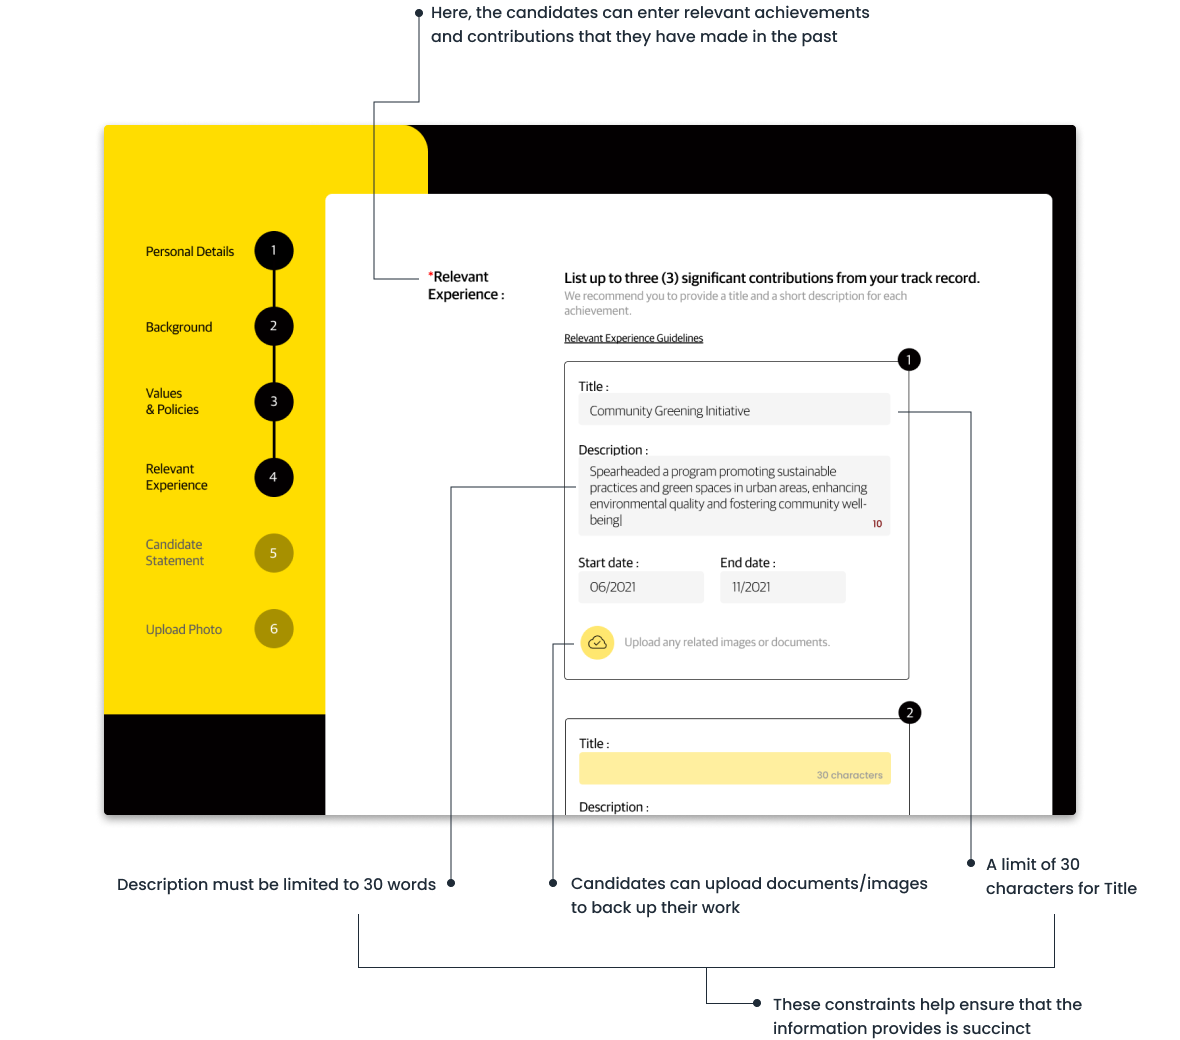 Here, the candidates can enter relevant achievements
and contributions that they have made in the past
Personal Details
1
Background
2
Values
& Policies
3
Relevant
Experience
4
Candidate
Statement
5
Upload Photo
6
*Relevant
Experience :
List up to three (3) significant contributions from your track record.
We recommend you to provide a title and a short description for each
achievement.
Relevant Experience Guidelines
1
Title :
Community Greening Initiative
Description :
Spearheaded a program promoting sustainable
practices and green spaces in urban areas, enhancing
environmental quality and fostering community well-
being
10
Start date :
End date :
06/2021
11/2021
Upload any related images or documents.
2
Title :
30 characters
Description :
Description must be limited to 30 words
Candidates can upload documents/images
to back up their work
A limit of 30
characters for Title
These constraints help ensure that the
information provides is succinct